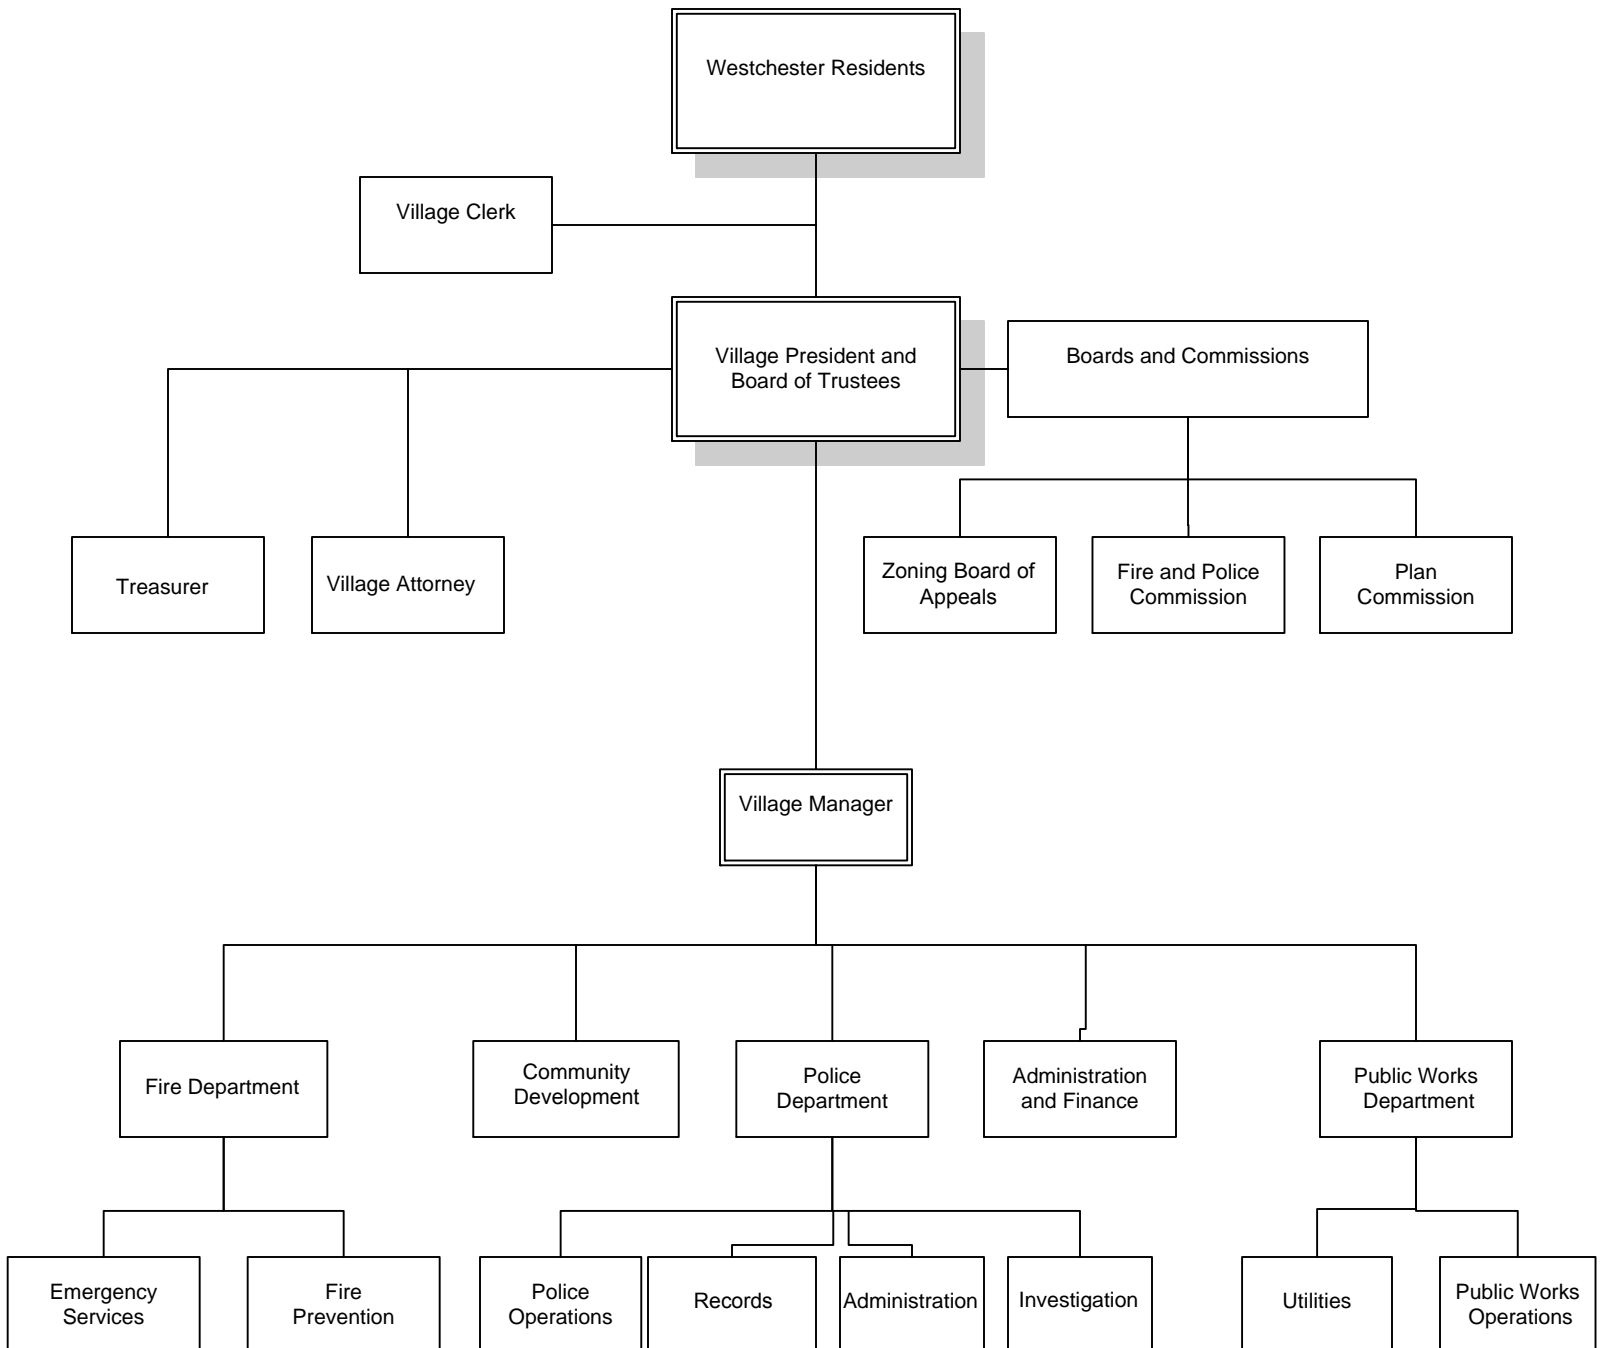 Westchester Residents
Village Clerk
Village President and
Board of Trustees
Boards and Commissions
Treasurer
Village Attorney
Zoning Board of
Appeals
Fire and Police
Commission
Plan
Commission
Village Manager
Fire Department
Community
Development
Police
Department
Administration
and Finance
Public Works
Department
Emergency
Services
Fire
Prevention
Police
Operations
Records
Administration
Investigation
Utilities
Public Works
Operations